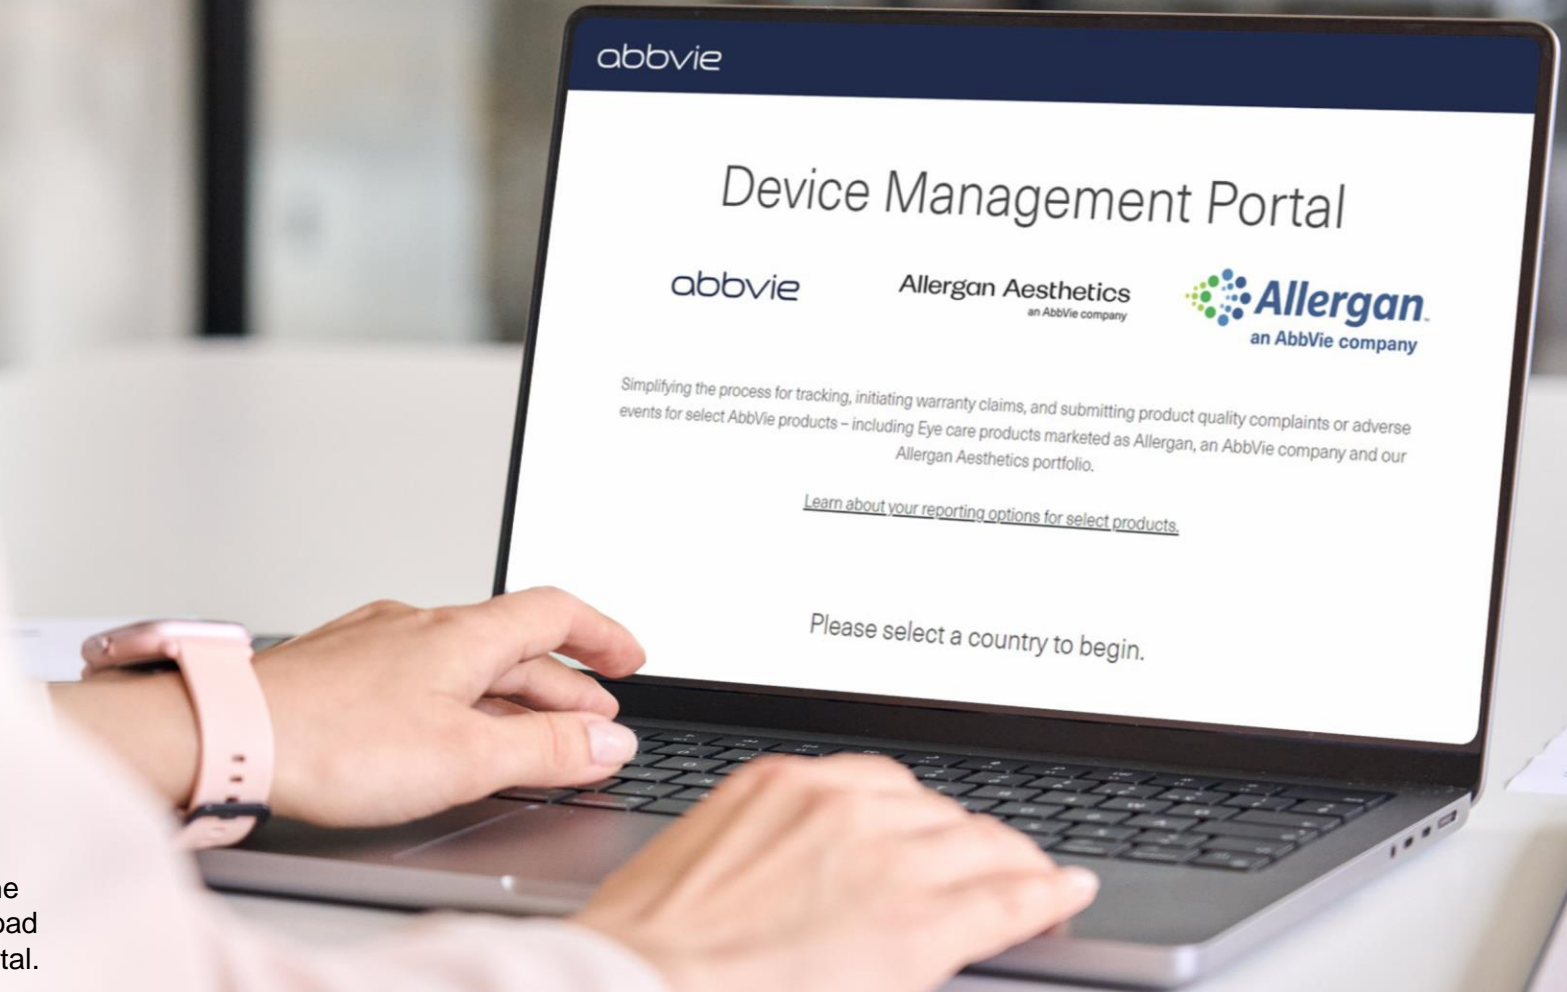 abbvie
Device Management Portal
abbvie
Allergan Aesthetics
an AbbVie company
Allergan™
an AbbVie company
Simplifying the process for tracking, initiating warranty claims, and submitting product quality complaints or adverse
events for select AbbVie products – including Eye care products marketed as Allergan, an AbbVie company and our
Allergan Aesthetics portfolio.
Learn about your reporting options for select products.
Please select a country to begin.